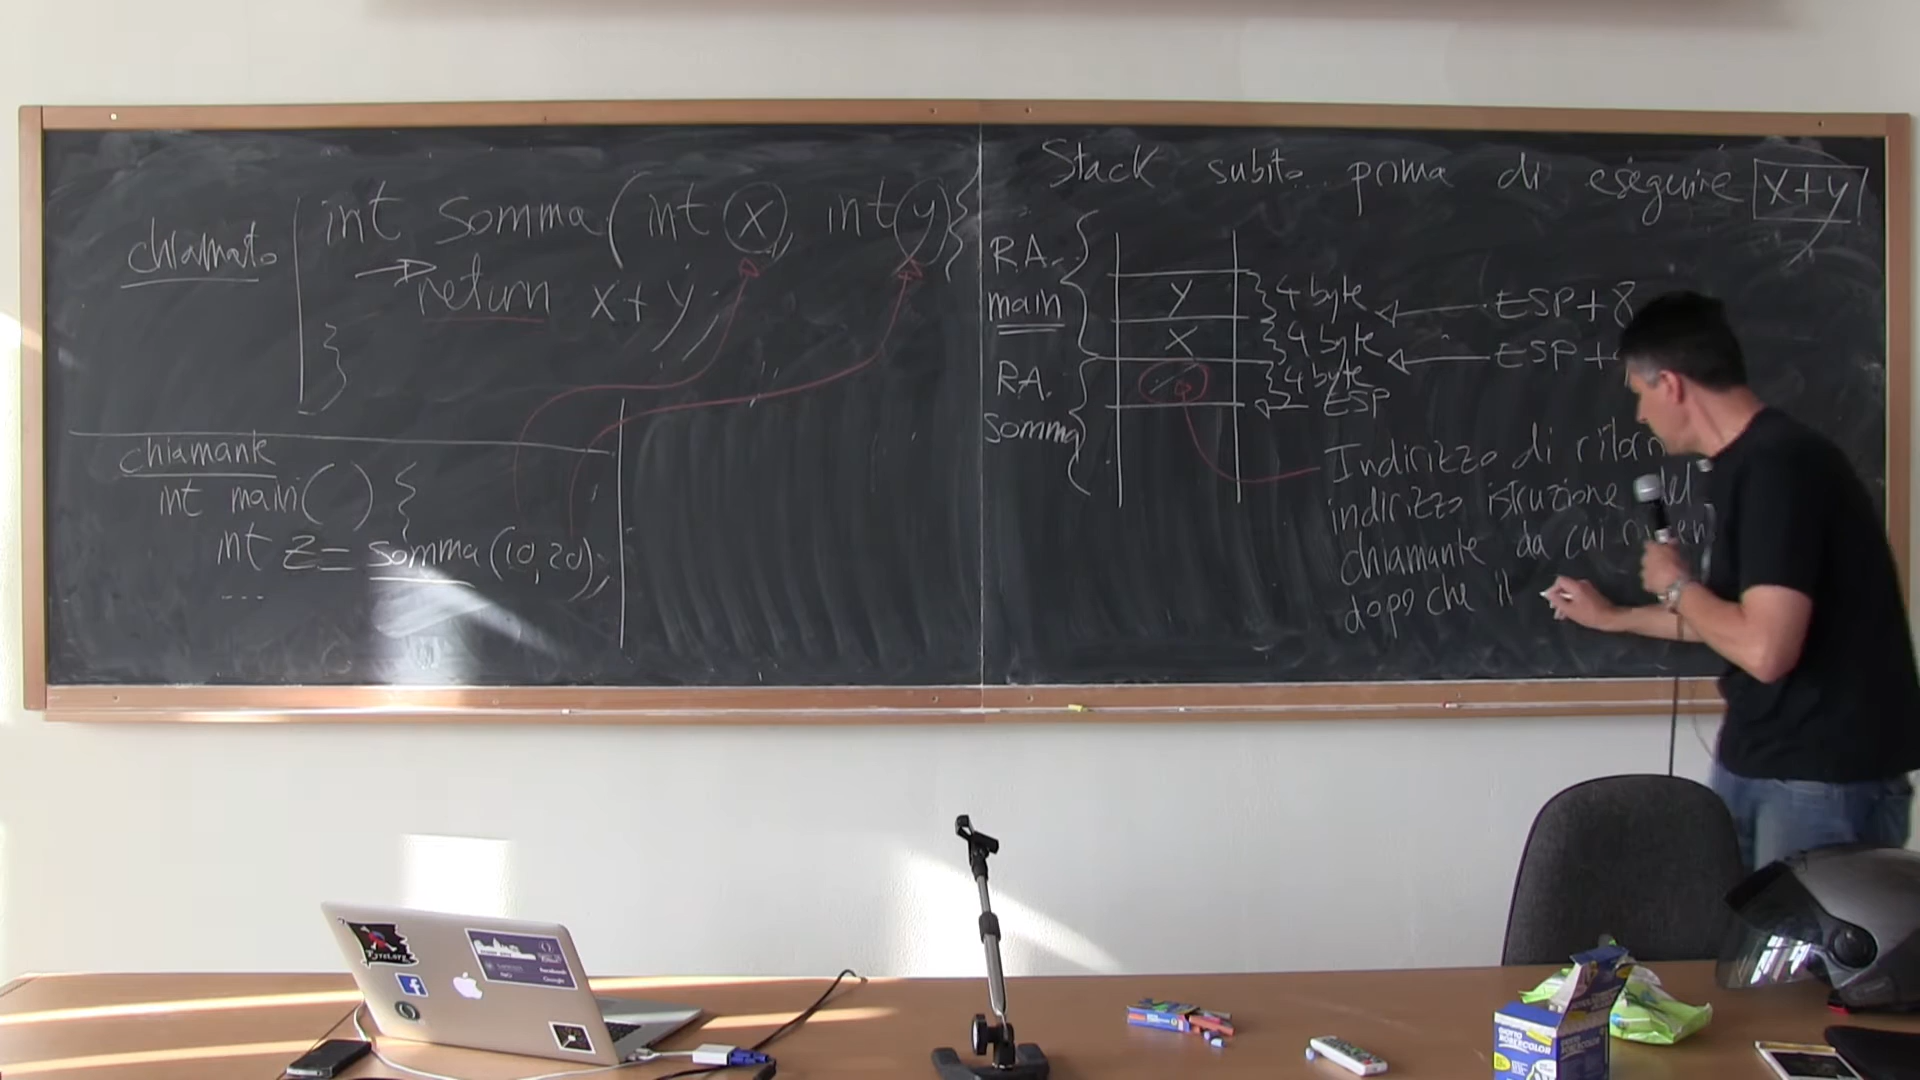 chiamato
int somma(int x, int y){
return x+y;
}
chiamante
int main() {
int z= somma(10,20);
...
Stack subito prima di eseguire x+y
R.A.
main
R.A.
somma
y
x
4 byte
4 byte
4 byte
ESP+8
ESP+
ESP
Indirizzo di ritorn
indirizzo istruzione del
chiamante da cui
dopo che il